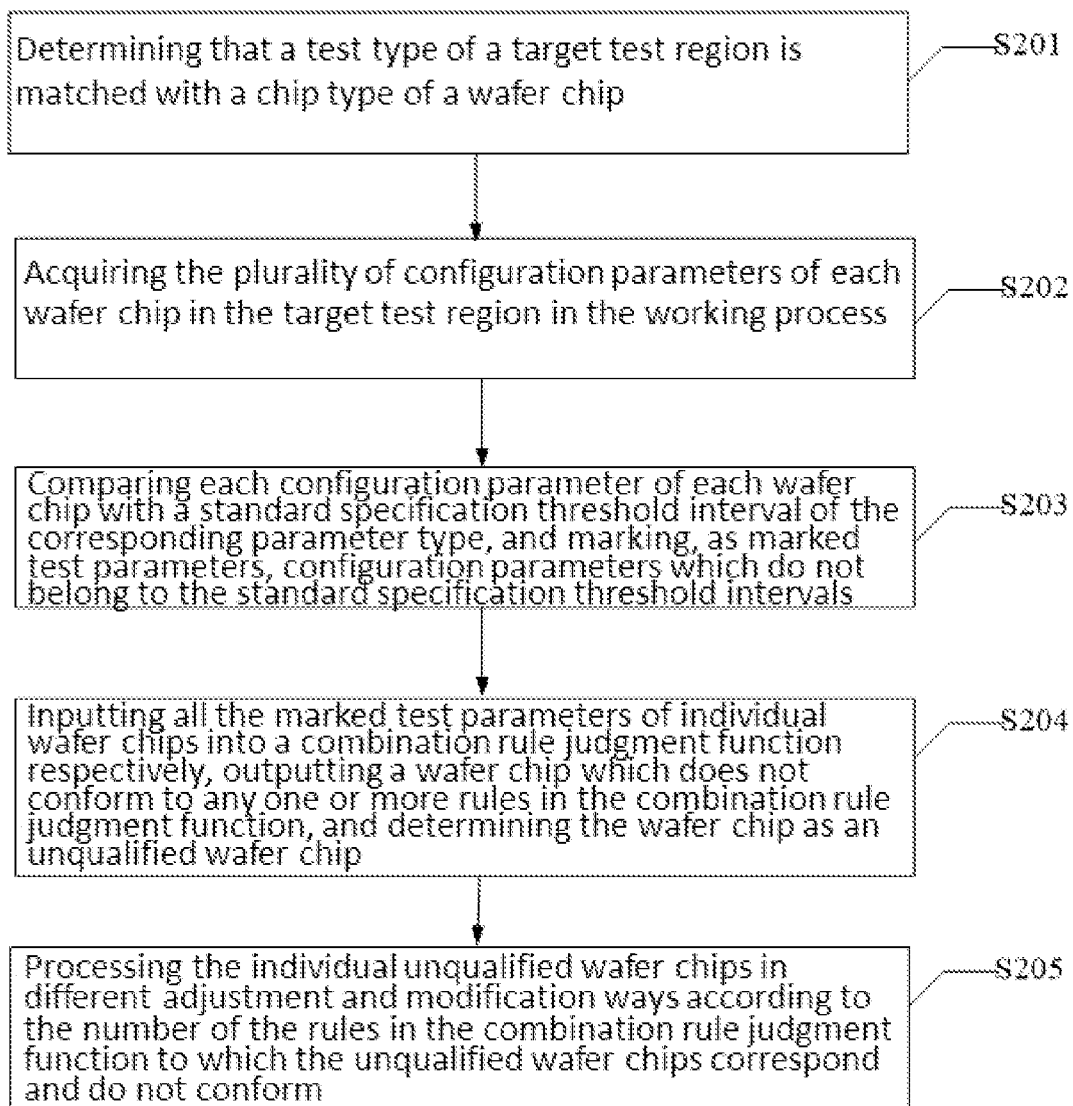 Determining that a test type of a target test region is
matched with a chip type of a wafer chip
S201
Acquiring the plurality of configuration parameters of each
wafer chip in the target test region in the working process
S202
Comparing each configuration parameter of each wafer
chip with a standard specification threshold interval of the
corresponding parameter type, and marking, as marked
test parameters, configuration parameters which do not
belong to the standard specification threshold intervals
S203
Inputting all the marked test parameters of individual
wafer chips into a combination rule judgment function
respectively, outputting a wafer chip which does not
conform to any one or more rules in the combination rule
judgment function, and determining the wafer chip as an
unqualified wafer chip
S204
Processing the individual unqualified wafer chips in
different adjustment and modification ways according to
the number of the rules in the combination rule judgment
function to which the unqualified wafer chips correspond
and do not conform
S205